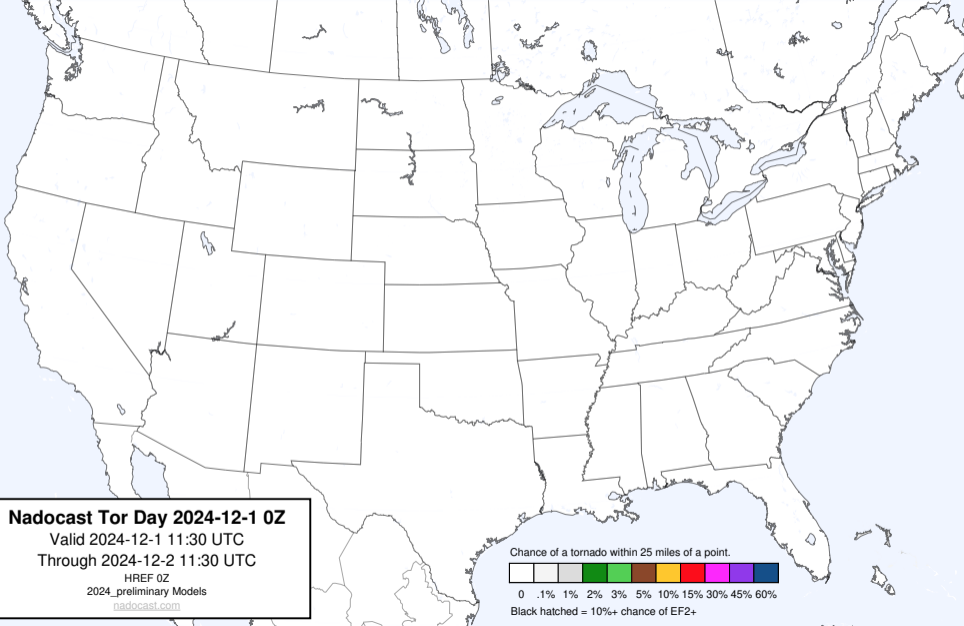 Nadocast Tor Day 2024-12-1 0Z
Valid 2024-12-1 11:30 UTC
Through 2024-12-2 11:30 UTC
HREF 0Z
2024_preliminary Models
nadocast.com
Chance of a tornado within 25 miles of a point.
0 .1% 1% 2% 3% 5% 10% 15% 30% 45% 60%
Black hatched = 10%+ chance of EF2+